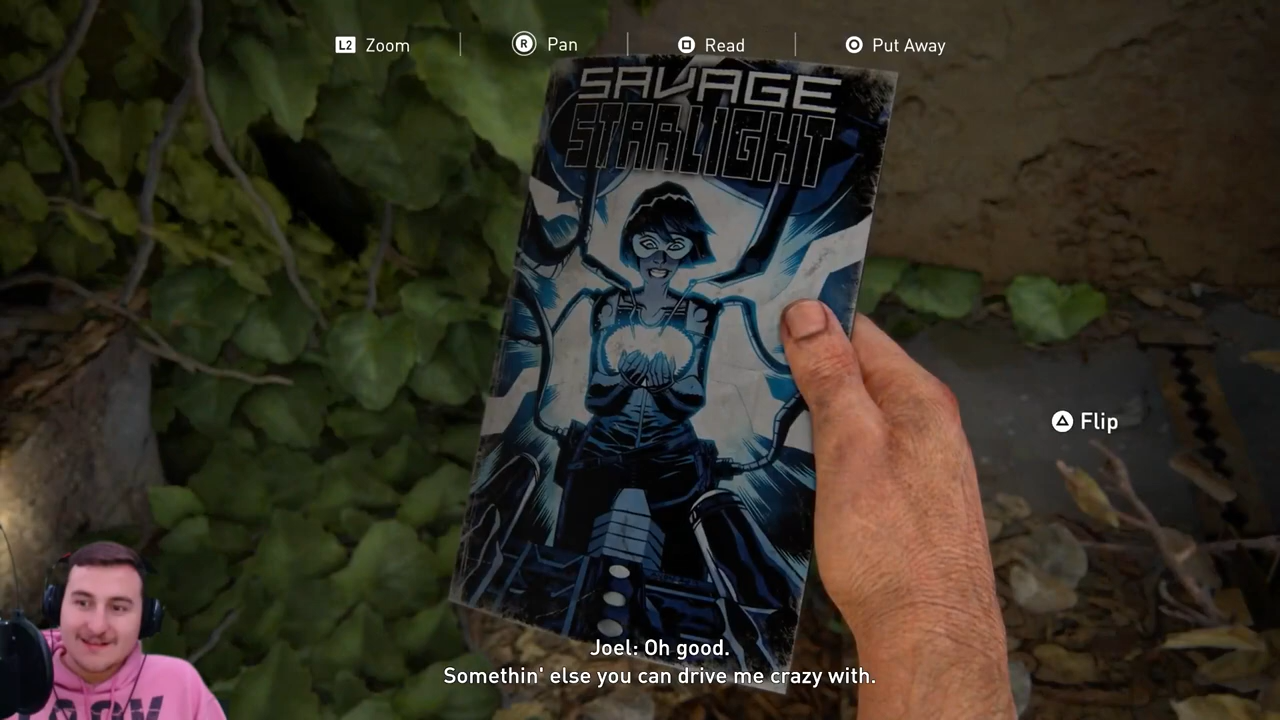 L2 Zoom
R Pan
Read
Put Away
SAVAGE
STARLIGHT
Flip
Joel: Oh good.
Somethin' else you can drive me crazy with.